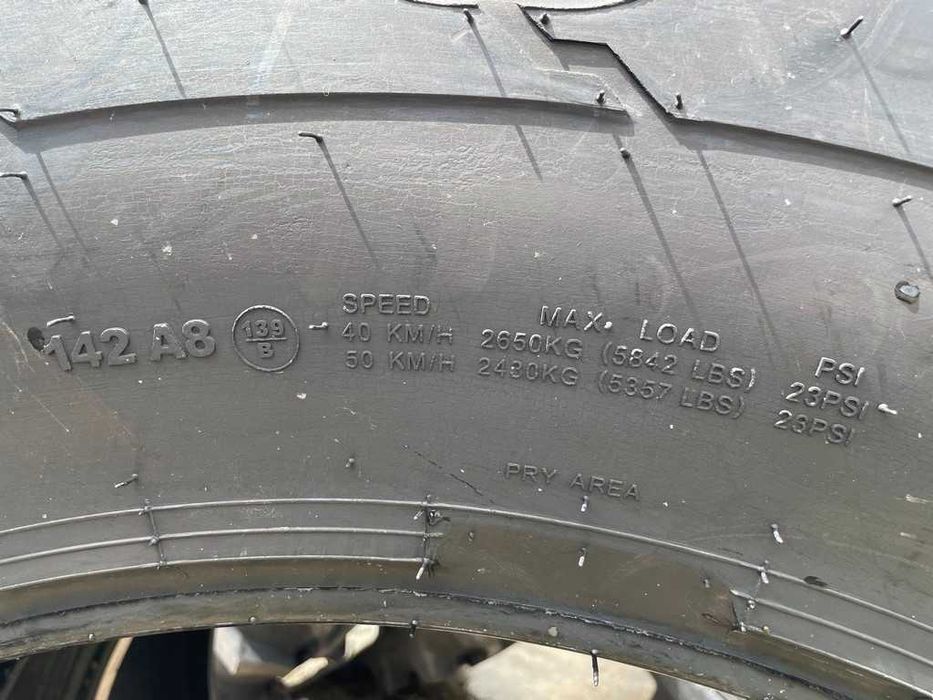 142 A8
139
B
SPEED MAX. LOAD PSI
40 KM/H 2650KG (5842 LBS) 23PSI
50 KM/H 2430KG (5357 LBS) 23PSI
PRY AREA